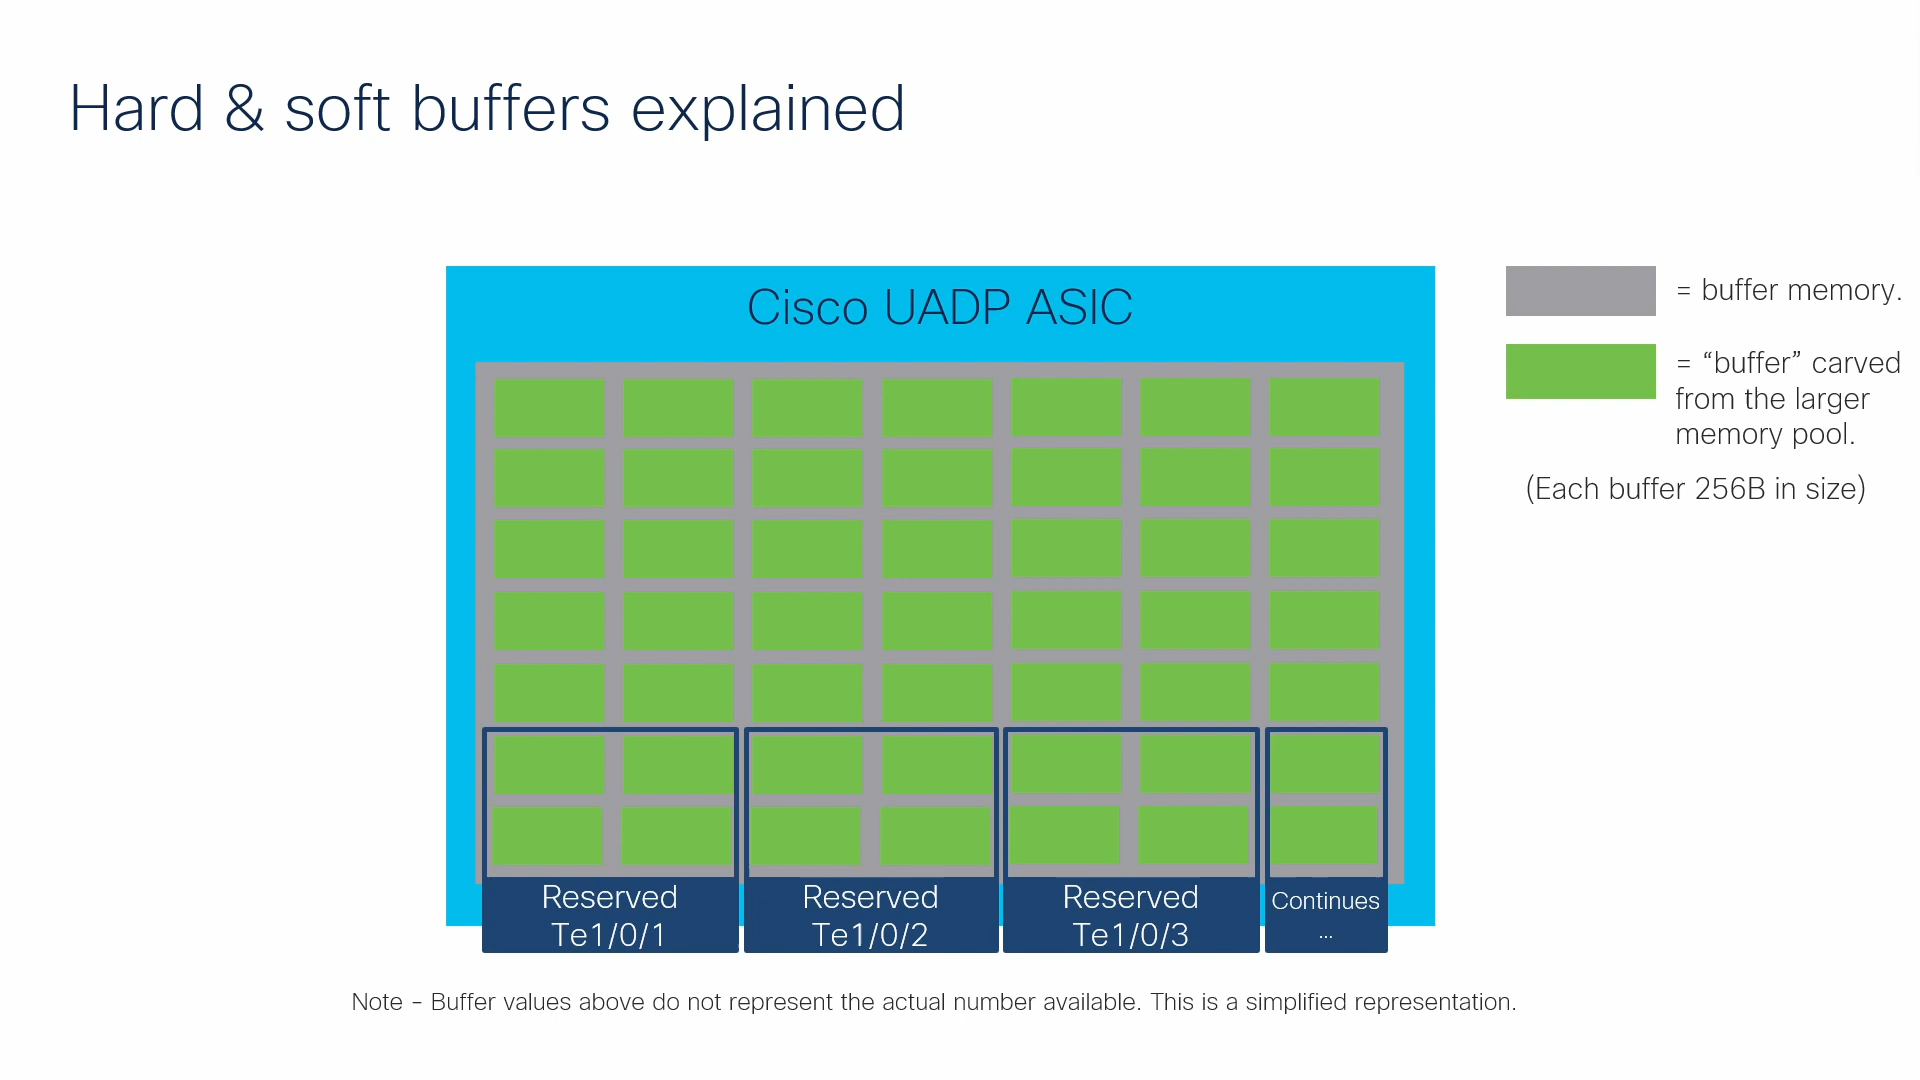 Hard & soft buffers explained
Cisco UADP ASIC
= buffer memory.
= “buffer” carved
from the larger
memory pool.
(Each buffer 256B in size)
Reserved
Te1/0/1
Reserved
Te1/0/2
Reserved
Te1/0/3
Continues
...
Note - Buffer values above do not represent the actual number available. This is a simplified representation.